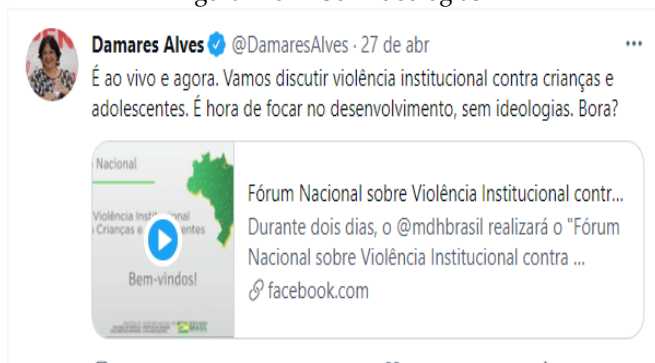 Damares Alves @DamaresAlves · 27 de abr
É ao vivo e agora. Vamos discutir violência institucional contra crianças e
adolescentes. É hora de focar no desenvolvimento, sem ideologias. Bora?
Nacional
Violência Institucional
Crianças e
Bem-vindos!
BRASIL
Fórum Nacional sobre Violência Institucional contr...
Durante dois dias, o @mdhbrasil realizará o "Fórum
Nacional sobre Violência Institucional contra ...
facebook.com